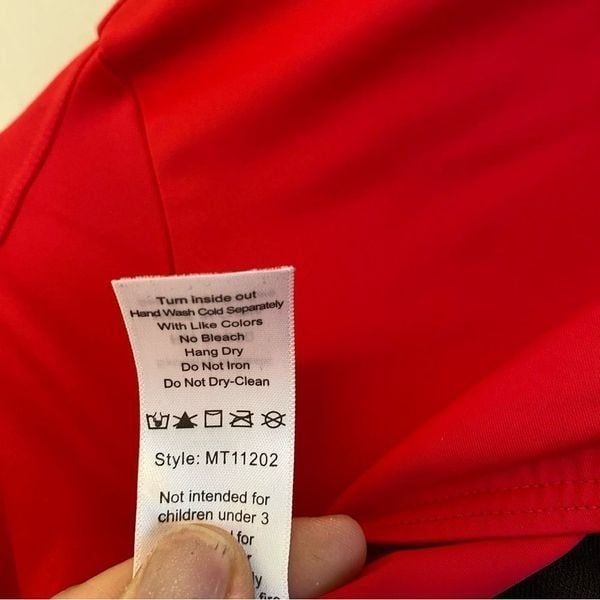 Turn inside out
Hand Wash Cold Separately
With Like Colors
No Bleach
Hang Dry
Do Not Iron
Do Not Dry-Clean
Style: MT11202
Not intended for
children under 3
for